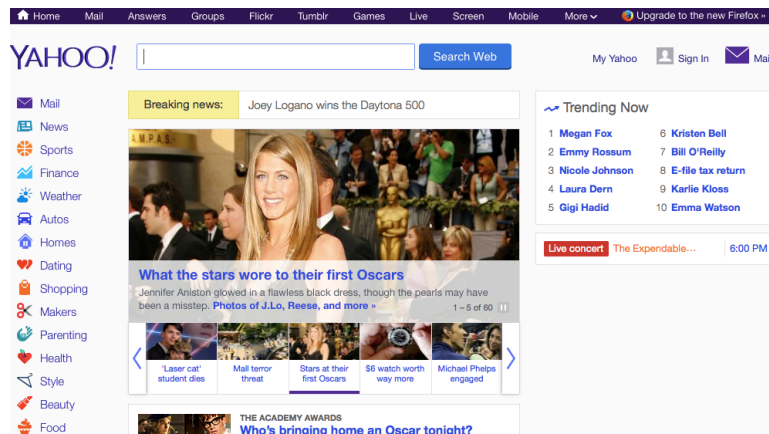 Home Mail Answers Groups Flickr Tumblr Games Live Screen Mobile More Upgrade to the new Firefox »
YAHOO!
Search Web
My Yahoo Sign In Mai
Mail
News
Sports
Finance
Weather
Autos
Homes
Dating
Shopping
Makers
Parenting
Health
Style
Beauty
Food
Breaking news: Joey Logano wins the Daytona 500
A.M.P.A.S.
What the stars wore to their first Oscars
Jennifer Aniston glowed in a flawless black dress, though the pearls may have
been a misstep. Photos of J.Lo, Reese, and more »
1 – 5 of 60
'Laser cat'
student dies
Mall terror
threat
Stars at their
first Oscars
$6 watch worth
way more
Michael Phelps
engaged
THE ACADEMY AWARDS
Who's bringing home an Oscar tonight?
Trending Now
1 Megan Fox
2 Emmy Rossum
3 Nicole Johnson
4 Laura Dern
5 Gigi Hadid
6 Kristen Bell
7 Bill O'Reilly
8 E-file tax return
9 Karlie Kloss
10 Emma Watson
Live concert The Expendable... 6:00 PM